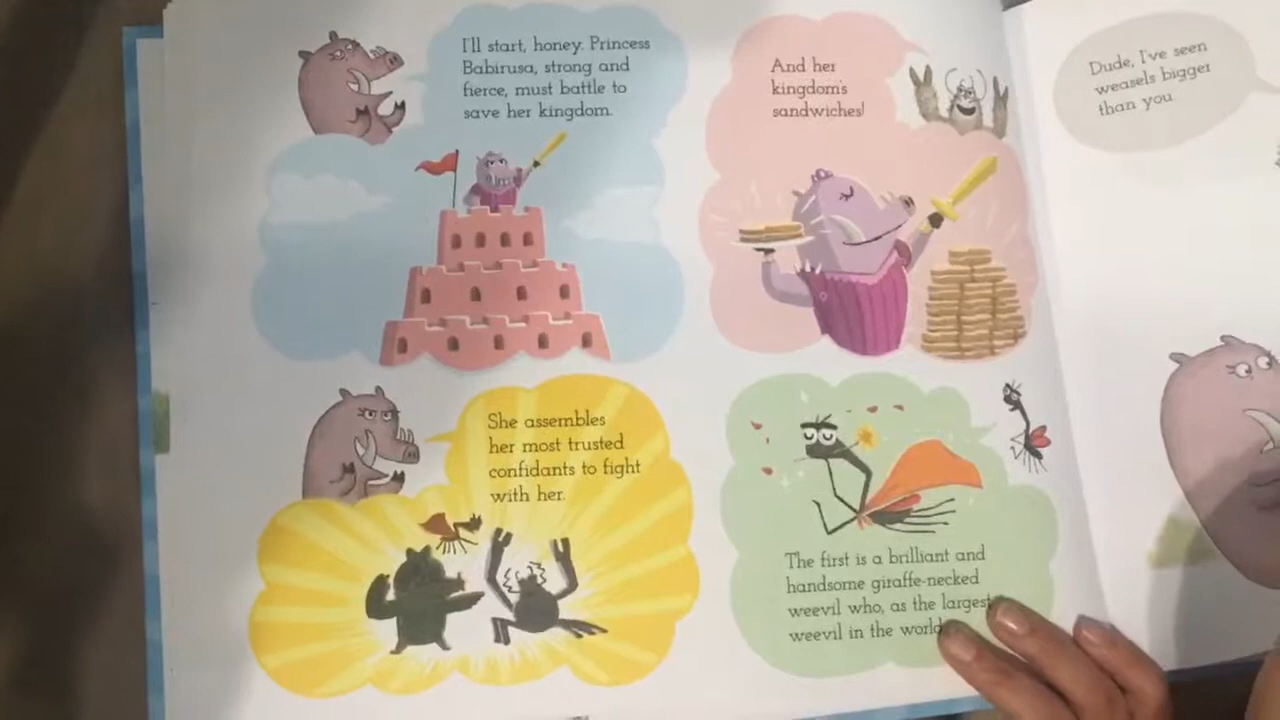 I'll start, honey. Princess
Babirusa, strong and
fierce, must battle to
save her kingdom.
And her
kingdom's
sandwiches!
She assembles
her most trusted
confidants to fight
with her.
The first is a brilliant and
handsome giraffe-necked
weevil who, as the largest
weevil in the world
Dude, I've seen
weasels bigger
than you.